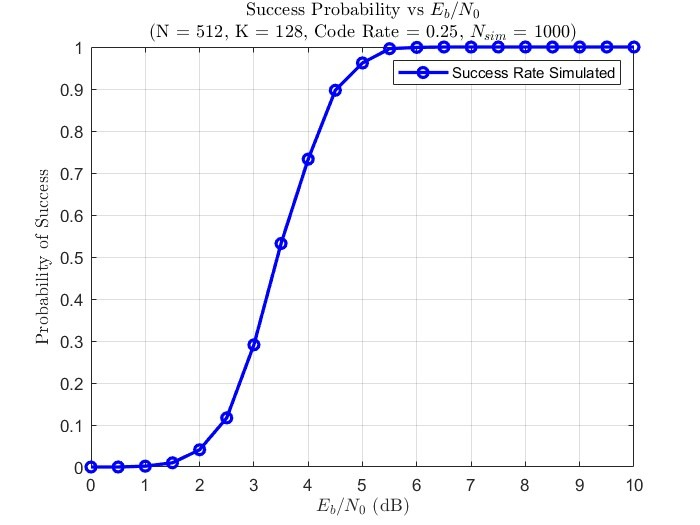 Success Probability vs E_b/N_0
(N = 512, K = 128, Code Rate = 0.25, N_sim = 1000)
1
0.9
0.8
0.7
0.6
0.5
0.4
0.3
0.2
0.1
0
Probability of Success
Success Rate Simulated
0 1 2 3 4 5 6 7 8 9 10
E_b/N_0 (dB)